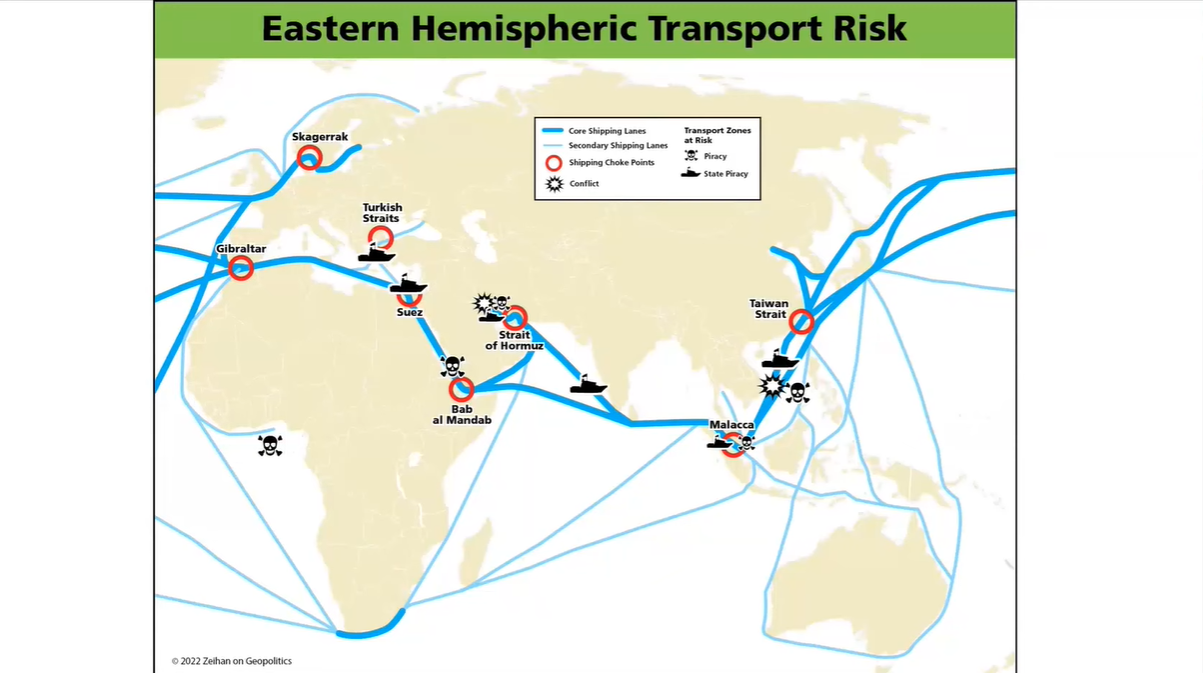 Eastern Hemispheric Transport Risk
Core Shipping Lanes
Secondary Shipping Lanes
Shipping Choke Points
Conflict
Transport Zones
at Risk
Piracy
State Piracy
Skagerrak
Turkish
Straits
Gibraltar
Suez
Strait
of Hormuz
Taiwan
Strait
Bab
al Mandab
Malacca
© 2022 Zeihan on Geopolitics